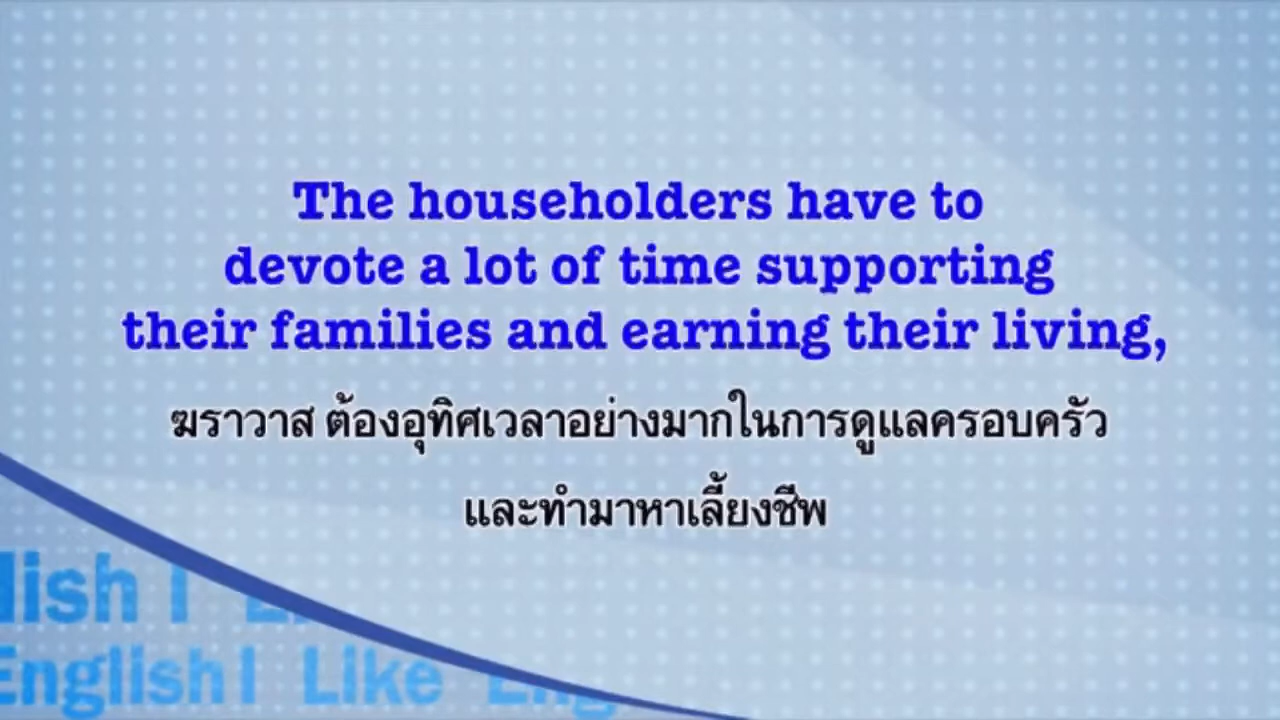 The householders have to
devote a lot of time supporting
their families and earning their living,
ฆราวาส ต้องอุทิศเวลาอย่างมากในการดูแลครอบครัว
และทำมาหาเลี้ยงชีพ
lish I
English I Like Eng